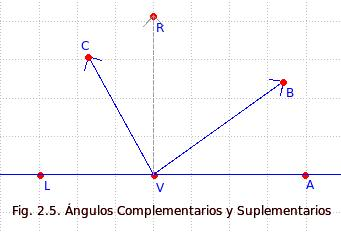 R
C
B
L
V
A
Fig. 2.5. Ángulos Complementarios y Suplementarios